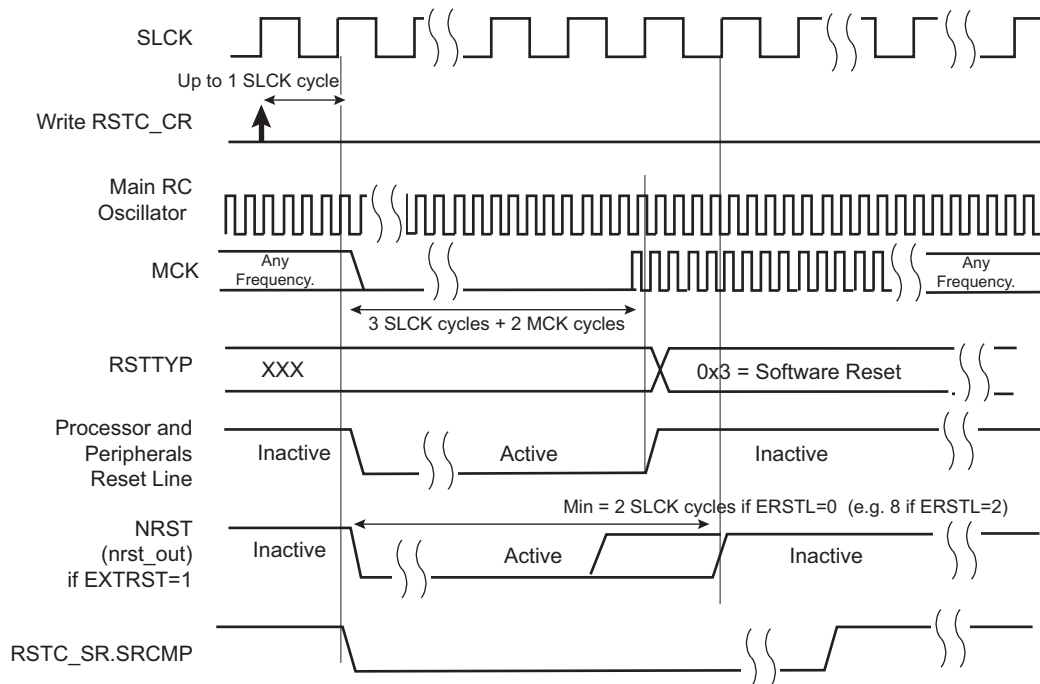 SLCK
Up to 1 SLCK cycle
Write RSTC_CR
Main RC
Oscillator
MCK
Any
Frequency.
Any
Frequency.
3 SLCK cycles + 2 MCK cycles
RSTTYP
XXX
0x3 = Software Reset
Processor and
Peripherals
Reset Line
Inactive
Active
Inactive
Min = 2 SLCK cycles if ERSTL=0 (e.g. 8 if ERSTL=2)
NRST
(nrst_out)
if EXTRST=1
Inactive
Active
Inactive
RSTC_SR.SRCMP